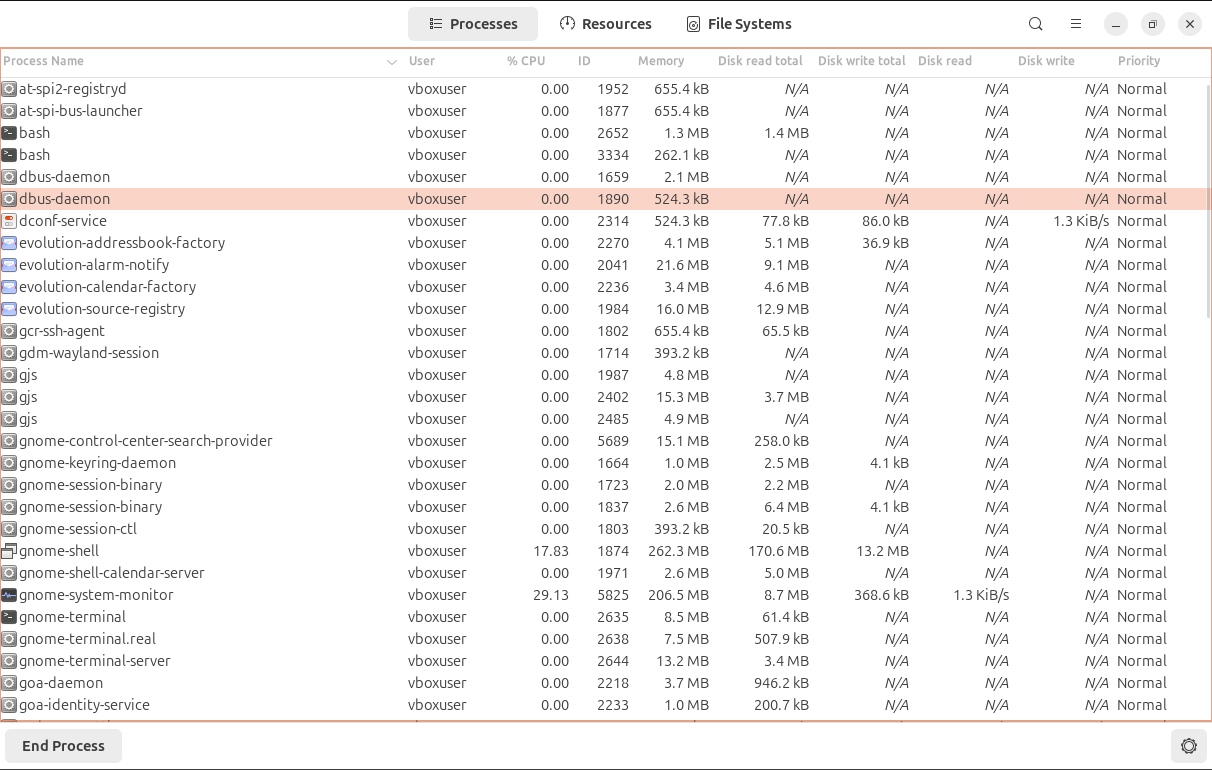 Processes Resources File Systems
Process Name User % CPU ID Memory Disk read total Disk write total Disk read Disk write Priority
at-spi2-registryd vboxuser 0.00 1952 655.4 kB N/A N/A N/A N/A Normal
at-spi-bus-launcher vboxuser 0.00 1877 655.4 kB N/A N/A N/A N/A Normal
bash vboxuser 0.00 2652 1.3 MB 1.4 MB N/A N/A N/A Normal
bash vboxuser 0.00 3334 262.1 kB N/A N/A N/A N/A Normal
dbus-daemon vboxuser 0.00 1659 2.1 MB N/A N/A N/A N/A Normal
dbus-daemon vboxuser 0.00 1890 524.3 kB N/A N/A N/A N/A Normal
dconf-service vboxuser 0.00 2314 524.3 kB 77.8 kB 86.0 kB N/A 1.3 KiB/s Normal
evolution-addressbook-factory vboxuser 0.00 2270 4.1 MB 5.1 MB 36.9 kB N/A N/A Normal
evolution-alarm-notify vboxuser 0.00 2041 21.6 MB 9.1 MB N/A N/A N/A Normal
evolution-calendar-factory vboxuser 0.00 2236 3.4 MB 4.6 MB N/A N/A N/A Normal
evolution-source-registry vboxuser 0.00 1984 16.0 MB 12.9 MB N/A N/A N/A Normal
gcr-ssh-agent vboxuser 0.00 1802 655.4 kB 65.5 kB N/A N/A N/A Normal
gdm-wayland-session vboxuser 0.00 1714 393.2 kB N/A N/A N/A N/A Normal
gjs vboxuser 0.00 1987 4.8 MB N/A N/A N/A N/A Normal
gjs vboxuser 0.00 2402 15.3 MB 3.7 MB N/A N/A N/A Normal
gjs vboxuser 0.00 2485 4.9 MB N/A N/A N/A N/A Normal
gnome-control-center-search-provider vboxuser 0.00 5689 15.1 MB 258.0 kB N/A N/A N/A Normal
gnome-keyring-daemon vboxuser 0.00 1664 1.0 MB 2.5 MB 4.1 kB N/A N/A Normal
gnome-session-binary vboxuser 0.00 1723 2.0 MB 2.2 MB N/A N/A N/A Normal
gnome-session-binary vboxuser 0.00 1837 2.6 MB 6.4 MB 4.1 kB N/A N/A Normal
gnome-session-ctl vboxuser 0.00 1803 393.2 kB 20.5 kB N/A N/A N/A Normal
gnome-shell vboxuser 17.83 1874 262.3 MB 170.6 MB 13.2 MB N/A N/A Normal
gnome-shell-calendar-server vboxuser 0.00 1971 2.6 MB 5.0 MB N/A N/A N/A Normal
gnome-system-monitor vboxuser 29.13 5825 206.5 MB 8.7 MB 368.6 kB 1.3 KiB/s N/A Normal
gnome-terminal vboxuser 0.00 2635 8.5 MB 61.4 kB N/A N/A N/A Normal
gnome-terminal.real vboxuser 0.00 2638 7.5 MB 507.9 kB N/A N/A N/A Normal
gnome-terminal-server vboxuser 0.00 2644 13.2 MB 3.4 MB N/A N/A N/A Normal
goa-daemon vboxuser 0.00 2218 3.7 MB 946.2 kB N/A N/A N/A Normal
goa-identity-service vboxuser 0.00 2233 1.0 MB 200.7 kB N/A N/A N/A Normal
End Process